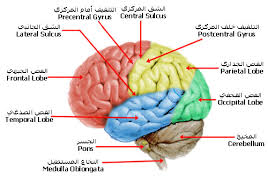 الشق المركزي
Central Sulcus
التلفيف أمام المركزي
Precentral Gyrus
التلفيف خلف المركزي
Postcentral Gyrus
الشق الجانبي
Lateral Sulcus
الفص الجداري
Parietal Lobe
الفص الجبهي
Frontal Lobe
الفص القحفي
Occipital Lobe
الفص الصدغي
Temporal Lobe
المخيخ
Cerebellum
الجسر
Pons
النخاع المستطيل
Medulla Oblongata